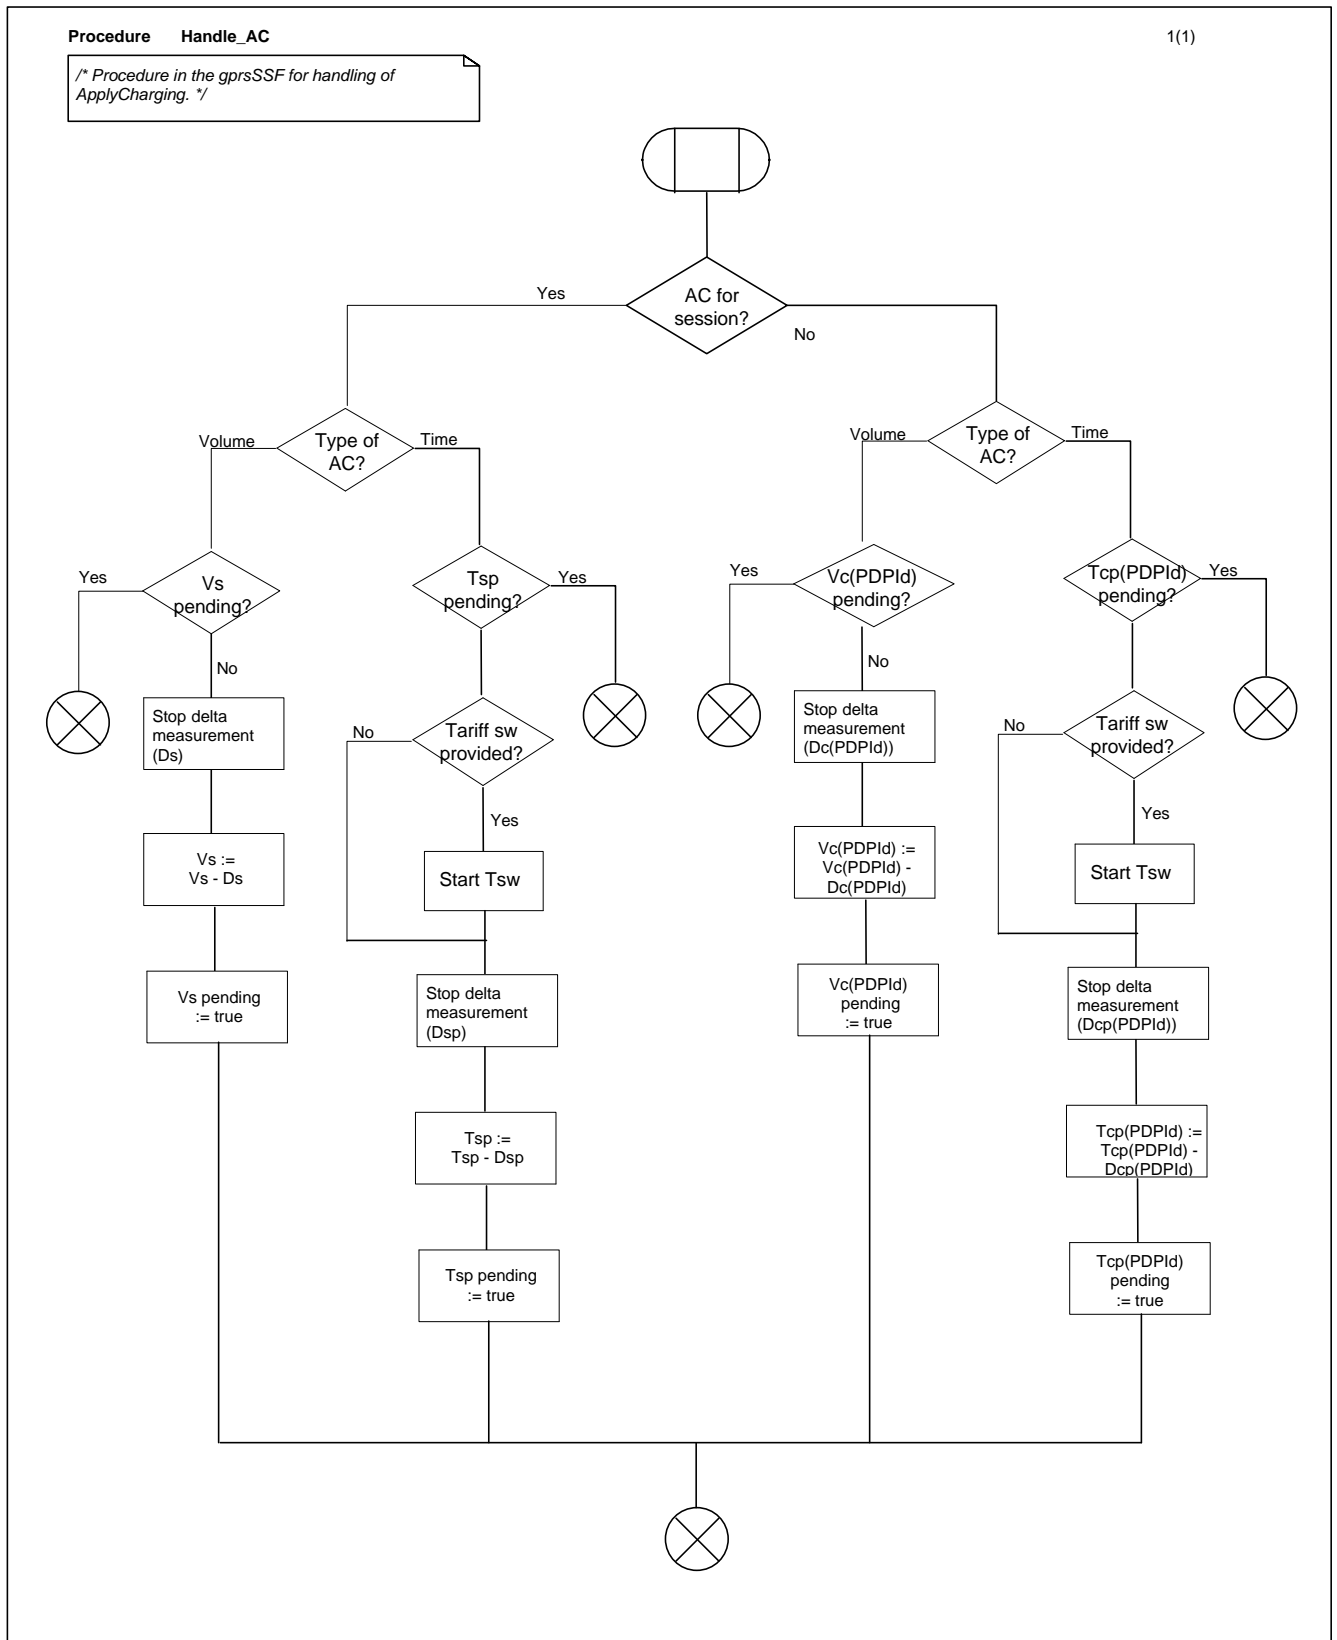 Procedure Handle_AC
1(1)
/* Procedure in the gprsSSF for handling of
ApplyCharging. */
AC for
session?
Yes
No
Type of
AC?
Volume
Time
Type of
AC?
Volume
Time
Vs
pending?
Yes
No
Tsp
pending?
Yes
Vc(PDPId)
pending?
Yes
No
Tcp(PDPId)
pending?
Yes
Stop delta
measurement
(Ds)
Tariff sw
provided?
No
Yes
Stop delta
measurement
(Dc(PDPId))
Tariff sw
provided?
No
Yes
Vs :=
Vs - Ds
Start Tsw
Vc(PDPId) :=
Vc(PDPId) -
Dc(PDPId)
Start Tsw
Vs pending
:= true
Stop delta
measurement
(Dsp)
Vc(PDPId)
pending
:= true
Stop delta
measurement
(Dcp(PDPId))
Tsp :=
Tsp - Dsp
Tcp(PDPId) :=
Tcp(PDPId) -
Dcp(PDPId)
Tsp pending
:= true
Tcp(PDPId)
pending
:= true